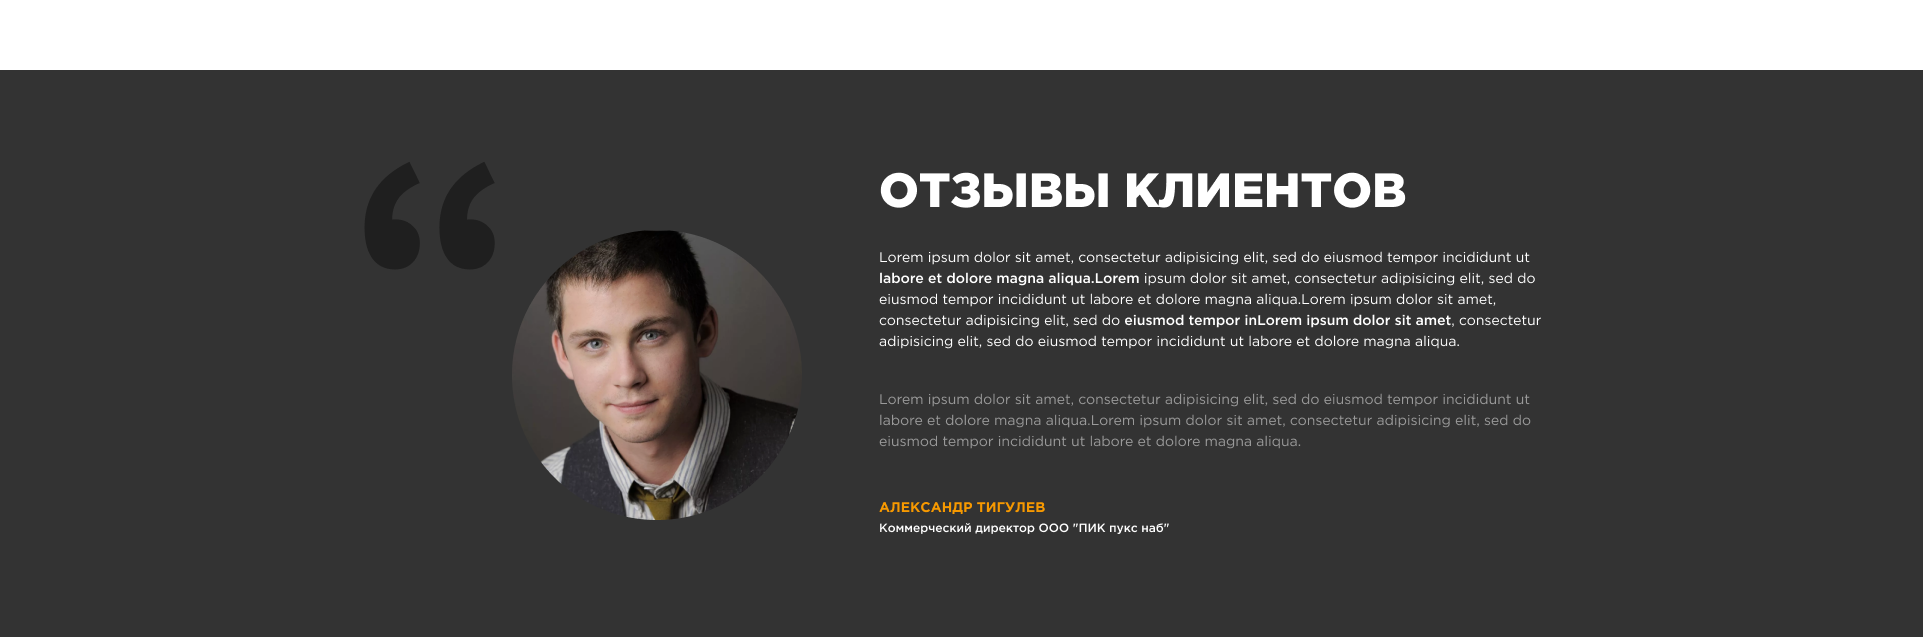 “
ОТЗЫВЫ КЛИЕНТОВ
Lorem ipsum dolor sit amet, consectetur adipisicing elit, sed do eiusmod tempor incididunt ut
labore et dolore magna aliqua.Lorem ipsum dolor sit amet, consectetur adipisicing elit, sed do
eiusmod tempor incididunt ut labore et dolore magna aliqua.Lorem ipsum dolor sit amet,
consectetur adipisicing elit, sed do eiusmod tempor inLorem ipsum dolor sit amet, consectetur
adipisicing elit, sed do eiusmod tempor incididunt ut labore et dolore magna aliqua.
Lorem ipsum dolor sit amet, consectetur adipisicing elit, sed do eiusmod tempor incididunt ut
labore et dolore magna aliqua.Lorem ipsum dolor sit amet, consectetur adipisicing elit, sed do
eiusmod tempor incididunt ut labore et dolore magna aliqua.
АЛЕКСАНДР ТИГУЛЕВ
Коммерческий директор ООО "ПИК пукс наб"